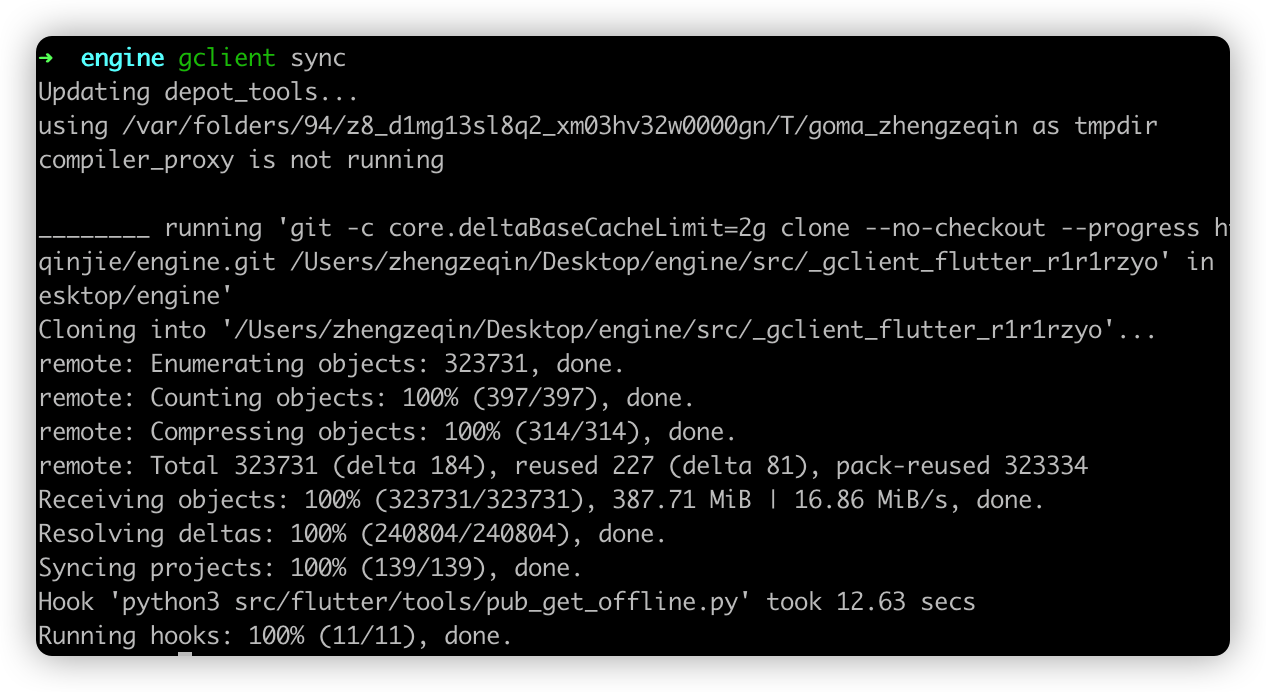 ➜ engine gclient sync
Updating depot_tools...
using /var/folders/94/z8_d1mg13sl8q2_xm03hv32w0000gn/T/goma_zhengzeqin as tmpdir
compiler_proxy is not running
________ running 'git -c core.deltaBaseCacheLimit=2g clone --no-checkout --progress
qinjie/engine.git /Users/zhengzeqin/Desktop/engine/src/_gclient_flutter_r1r1rzyo' in
esktop/engine'
Cloning into '/Users/zhengzeqin/Desktop/engine/src/_gclient_flutter_r1r1rzyo'...
remote: Enumerating objects: 323731, done.
remote: Counting objects: 100% (397/397), done.
remote: Compressing objects: 100% (314/314), done.
remote: Total 323731 (delta 184), reused 227 (delta 81), pack-reused 323334
Receiving objects: 100% (323731/323731), 387.71 MiB | 16.86 MiB/s, done.
Resolving deltas: 100% (240804/240804), done.
Syncing projects: 100% (139/139), done.
Hook 'python3 src/flutter/tools/pub_get_offline.py' took 12.63 secs
Running hooks: 100% (11/11), done.